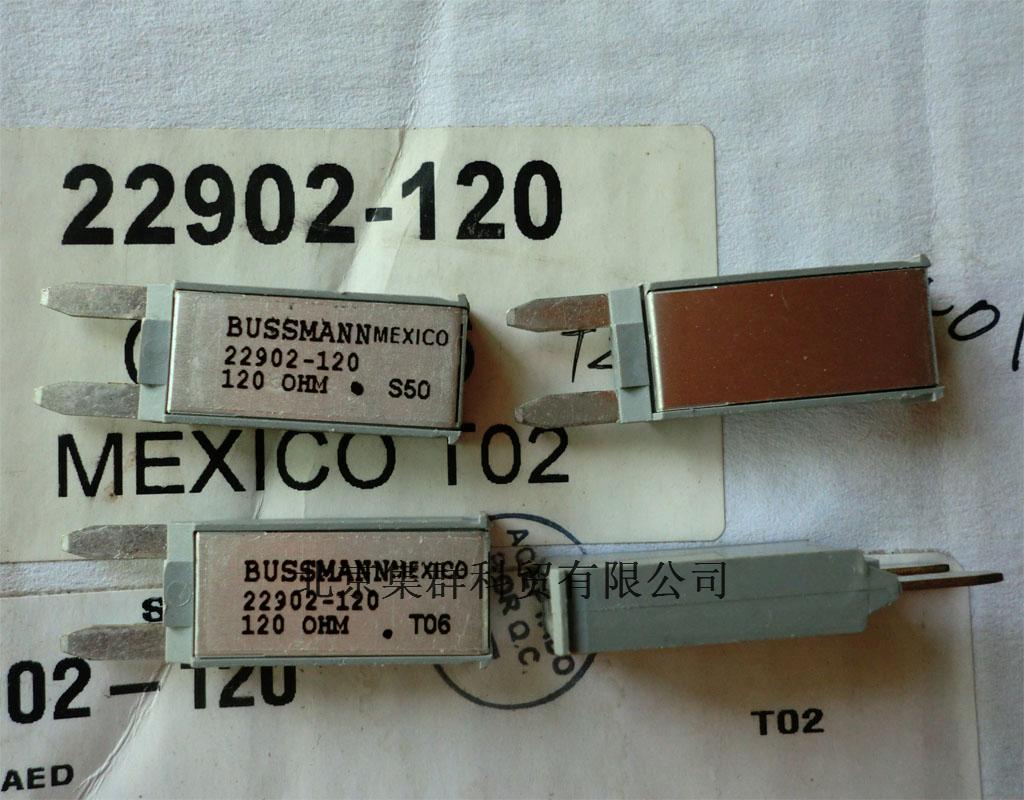 22902-120
BUSSMANN MEXICO
22902-120
120 OHM . S50
MEXICO T02
BUSSMANN MEXICO
22902-120
120 OHM . T06
北京集群科贸有限公司
Q.C.
02-120
T02
AED